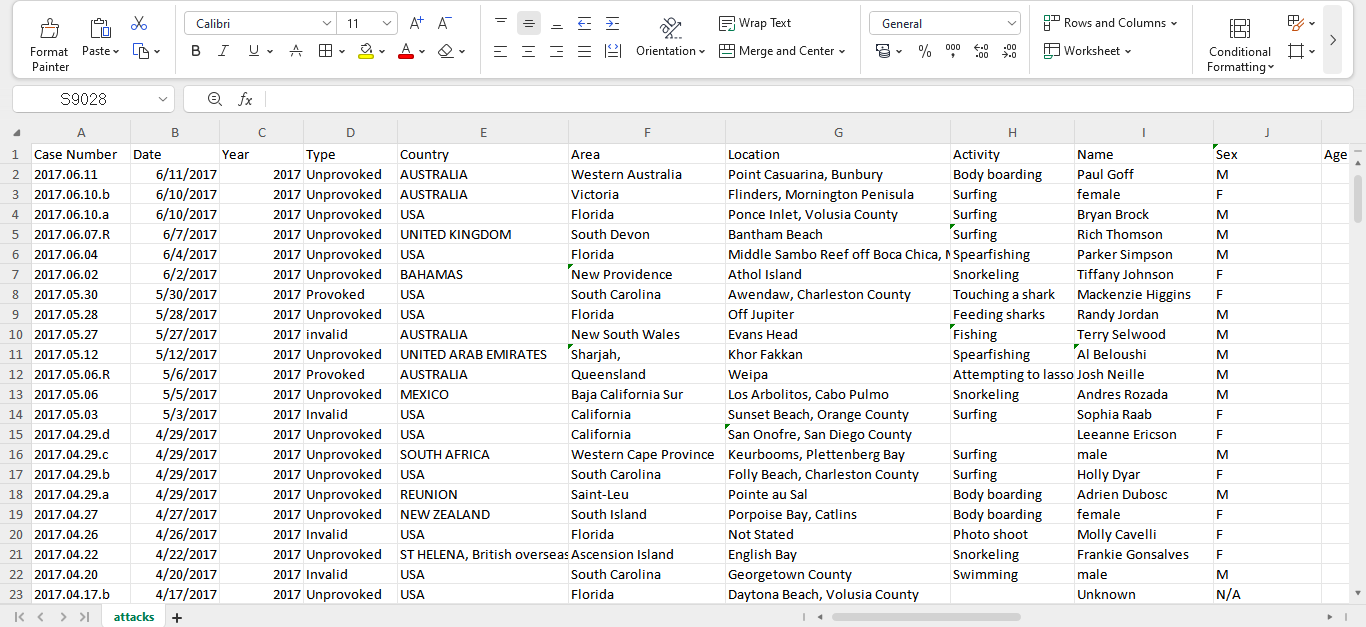 Calibri 11 Wrap Text General Rows and Columns
Format Painter Paste B I U A A Orientation Merge and Center % 000 Worksheet Conditional Formatting
S9028 fx
A B C D E F G H I J
1 Case Number Date Year Type Country Area Location Activity Name Sex Age
2 2017.06.11 6/11/2017 2017 Unprovoked AUSTRALIA Western Australia Point Casuarina, Bunbury Body boarding Paul Goff M
3 2017.06.10.b 6/10/2017 2017 Unprovoked AUSTRALIA Victoria Flinders, Mornington Penisula Surfing female F
4 2017.06.10.a 6/10/2017 2017 Unprovoked USA Florida Ponce Inlet, Volusia County Surfing Bryan Brock M
5 2017.06.07.R 6/7/2017 2017 Unprovoked UNITED KINGDOM South Devon Bantham Beach Surfing Rich Thomson M
6 2017.06.04 6/4/2017 2017 Unprovoked USA Florida Middle Sambo Reef off Boca Chica, Spearfishing Parker Simpson M
7 2017.06.02 6/2/2017 2017 Unprovoked BAHAMAS New Providence Athol Island Snorkeling Tiffany Johnson F
8 2017.05.30 5/30/2017 2017 Provoked USA South Carolina Awendaw, Charleston County Touching a shark Mackenzie Higgins F
9 2017.05.28 5/28/2017 2017 Unprovoked USA Florida Off Jupiter Feeding sharks Randy Jordan M
10 2017.05.27 5/27/2017 2017 invalid AUSTRALIA New South Wales Evans Head Fishing Terry Selwood M
11 2017.05.12 5/12/2017 2017 Unprovoked UNITED ARAB EMIRATES Sharjah, Khor Fakkan Spearfishing Al Beloushi M
12 2017.05.06.R 5/6/2017 2017 Provoked AUSTRALIA Queensland Weipa Attempting to lasso Josh Neille M
13 2017.05.06 5/5/2017 2017 Unprovoked MEXICO Baja California Sur Los Arbolitos, Cabo Pulmo Snorkeling Andres Rozada M
14 2017.05.03 5/3/2017 2017 Invalid USA California Sunset Beach, Orange County Surfing Sophia Raab F
15 2017.04.29.d 4/29/2017 2017 Unprovoked USA California San Onofre, San Diego County Leeanne Ericson F
16 2017.04.29.c 4/29/2017 2017 Unprovoked SOUTH AFRICA Western Cape Province Keurbooms, Plettenberg Bay Surfing male M
17 2017.04.29.b 4/29/2017 2017 Unprovoked USA South Carolina Folly Beach, Charleston County Surfing Holly Dyar F
18 2017.04.29.a 4/29/2017 2017 Unprovoked REUNION Saint-Leu Pointe au Sal Body boarding Adrien Dubosc M
19 2017.04.27 4/27/2017 2017 Unprovoked NEW ZEALAND South Island Porpoise Bay, Catlins Body boarding female F
20 2017.04.26 4/26/2017 2017 Invalid USA Florida Not Stated Photo shoot Molly Cavelli F
21 2017.04.22 4/22/2017 2017 Unprovoked ST HELENA, British overseas Ascension Island English Bay Snorkeling Frankie Gonsalves F
22 2017.04.20 4/20/2017 2017 Invalid USA South Carolina Georgetown County Swimming male M
23 2017.04.17.b 4/17/2017 2017 Unprovoked USA Florida Daytona Beach, Volusia County Unknown N/A
attacks +